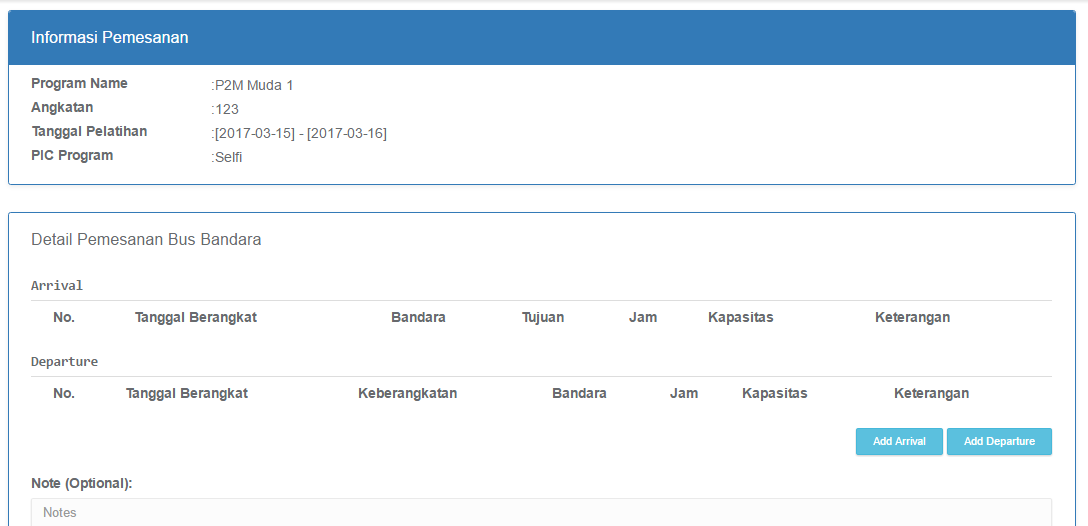 Informasi Pemesanan
Program Name :P2M Muda 1
Angkatan :123
Tanggal Pelatihan :[2017-03-15] - [2017-03-16]
PIC Program :Selfi
Detail Pemesanan Bus Bandara
Arrival
No. Tanggal Berangkat Bandara Tujuan Jam Kapasitas Keterangan
Departure
No. Tanggal Berangkat Keberangkatan Bandara Jam Kapasitas Keterangan
Add Arrival Add Departure
Note (Optional):
Notes